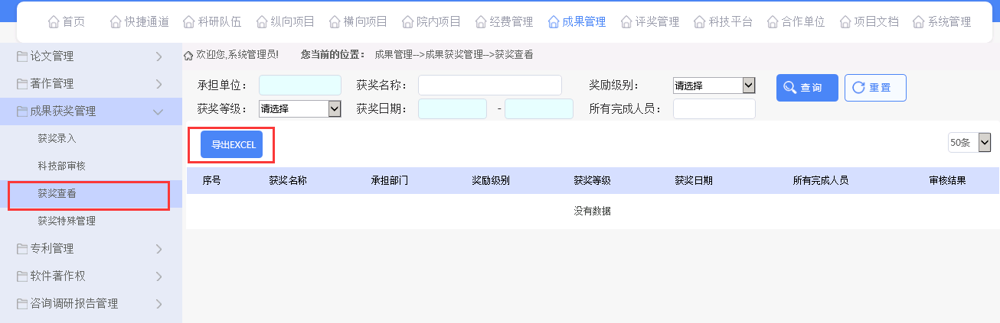 首页 快捷通道 科研队伍 纵向项目 横向项目 院内项目 经费管理 成果管理 评奖管理 科技平台 合作单位 项目文档 系统管理
论文管理
著作管理
成果获奖管理
获奖录入
科技部审核
获奖查看
获奖特殊管理
专利管理
软件著作权
咨询调研报告管理
欢迎您,系统管理员! 您当前的位置： 成果管理-->成果获奖管理-->获奖查看
承担单位： 获奖名称： 奖励级别： 请选择 查询 重置
获奖等级： 请选择 获奖日期： - 所有完成人员：
导出EXCEL 50条
序号 获奖名称 承担部门 奖励级别 获奖等级 获奖日期 所有完成人员 审核结果
没有数据